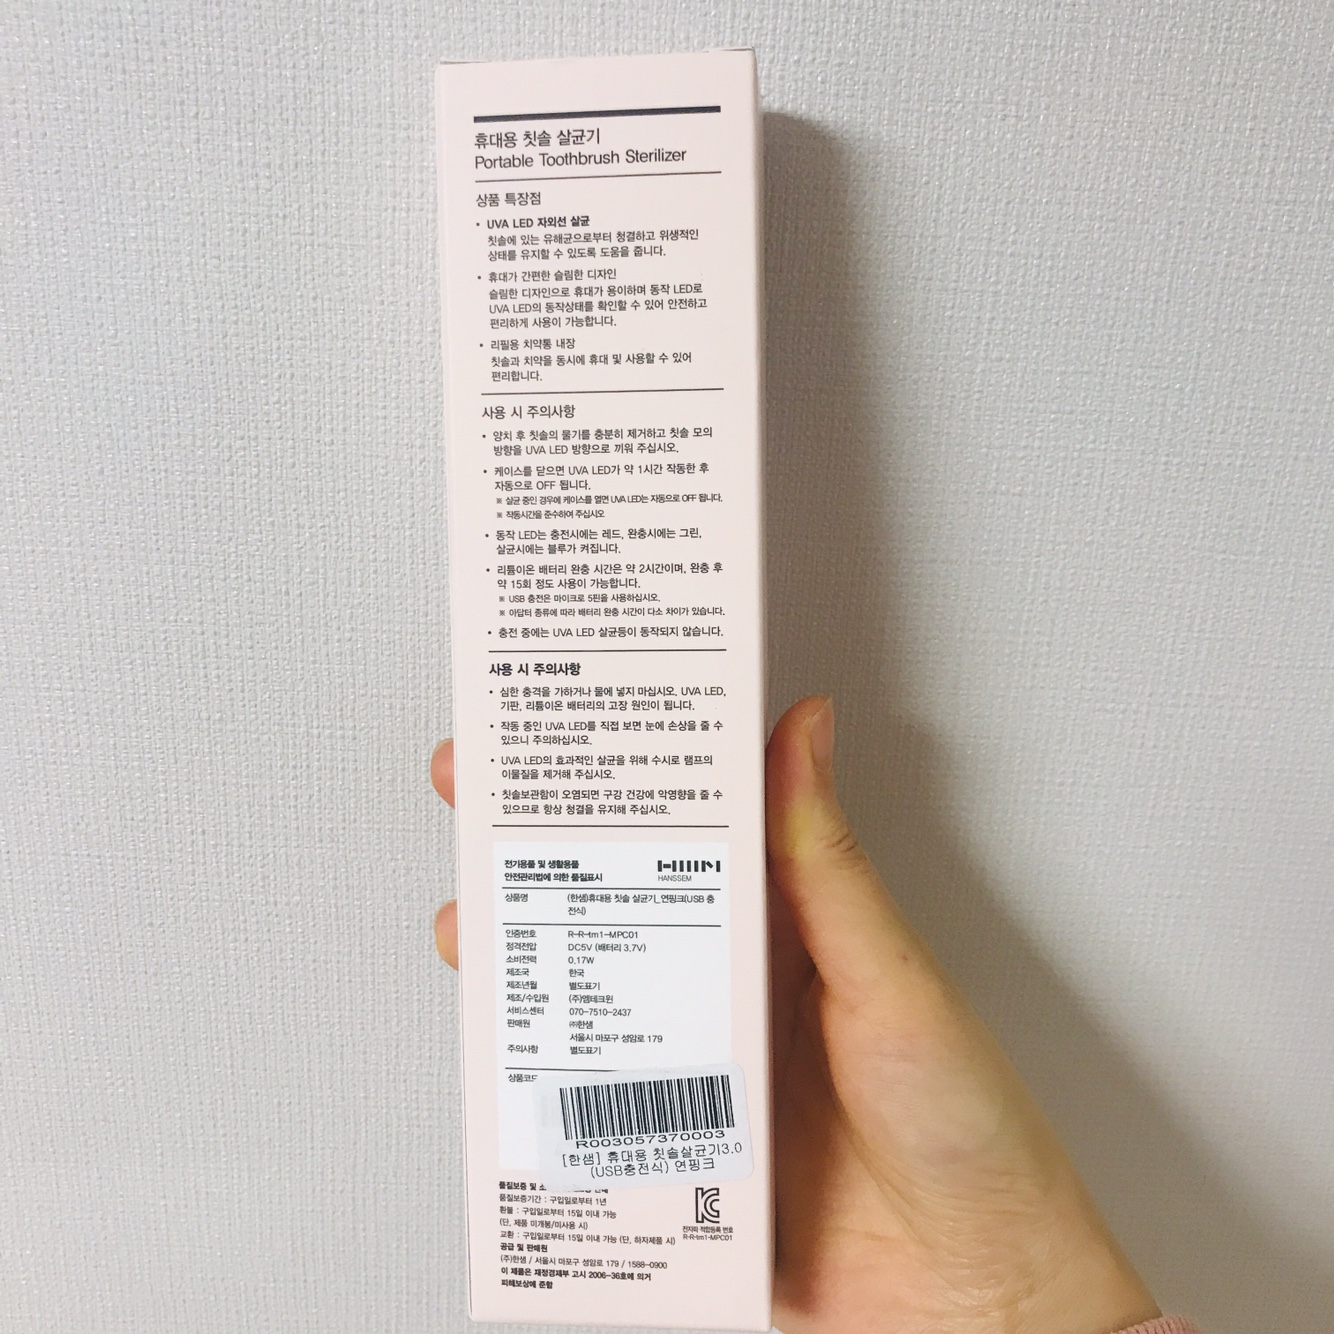 휴대용 칫솔 살균기
Portable Toothbrush Sterilizer
상품 특장점
• UVA LED 자외선 살균
칫솔에 있는 유해균으로부터 청결하고 위생적인
상태를 유지할 수 있도록 도움을 줍니다.
• 휴대가 간편한 슬림한 디자인
슬림한 디자인으로 휴대가 용이하며 동작 LED로
UVA LED의 동작상태를 확인할 수 있어 안전하고
편리하게 사용이 가능합니다.
• 리필용 치약통 내장
칫솔과 치약을 동시에 휴대 및 사용할 수 있어
편리합니다.
사용 시 주의사항
• 양치 후 칫솔의 물기를 충분히 제거하고 칫솔 모의
방향을 UVA LED 방향으로 끼워 주십시오.
• 케이스를 닫으면 UVA LED가 약 1시간 작동한 후
자동으로 OFF 됩니다.
※ 살균 중인 경우에 케이스를 열면 UVA LED는 자동으로 OFF 됩니다.
※ 작동시간을 준수하여 주십시오
• 동작 LED는 충전시에는 레드, 완충시에는 그린,
살균시에는 블루가 켜집니다.
• 리튬이온 배터리 완충 시간은 약 2시간이며, 완충 후
약 15회 정도 사용이 가능합니다.
※ USB 충전은 마이크로 5핀을 사용하십시오.
※ 아답터 종류에 따라 배터리 완충 시간이 다소 차이가 있습니다.
• 충전 중에는 UVA LED 살균등이 동작되지 않습니다.
사용 시 주의사항
• 심한 충격을 가하거나 물에 넣지 마십시오. UVA LED,
기판, 리튬이온 배터리의 고장 원인이 됩니다.
• 작동 중인 UVA LED를 직접 보면 눈에 손상을 줄 수
있으니 주의하십시오.
• UVA LED의 효과적인 살균을 위해 수시로 램프의
이물질을 제거해 주십시오.
• 칫솔보관함이 오염되면 구강 건강에 악영향을 줄 수
있으므로 항상 청결을 유지해 주십시오.
전기용품 및 생활용품
안전관리법에 의한 품질표시
HANSSEM
상품명 (한샘)휴대용 칫솔 살균기_연핑크(USB 충
전식)
인증번호 R-R-tm1-MPC01
정격전압 DC5V (배터리 3.7V)
소비전력 0.17W
제조국 한국
제조년월 별도표기
제조/수입원 (주)엠테크윈
서비스센터 070-7510-2437
판매원 ㈜한샘
서울시 마포구 성암로 179
주의사항 별도표기
상품코드
R003057370003
[한샘] 휴대용 칫솔살균기3.0
(USB충전식) 연핑크
품질보증 및
품질보증기간 : 구입일로부터 1년
환불 : 구입일로부터 15일 이내 가능
(단, 제품 미개봉/미사용 시)
교환 : 구입일로부터 15일 이내 가능 (단, 하자제품 시)
공급 및 판매원
(주)한샘 / 서울시 마포구 성암로 179 / 1588-0900
이 제품은 재정경제부 고시 2006-36호에 의거
피해보상에 준함
전자파 적합등록 번호
R-R-tm1-MPC01